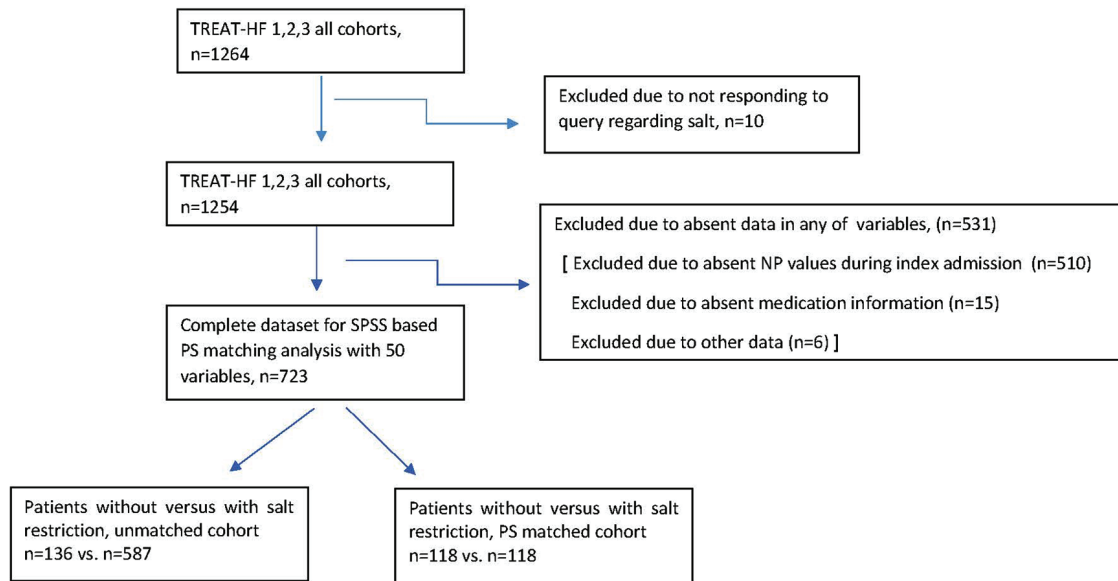 TREAT-HF 1,2,3 all cohorts,
n=1264
Excluded due to not responding to
query regarding salt, n=10
TREAT-HF 1,2,3 all cohorts,
n=1254
Excluded due to absent data in any of variables, (n=531)
[ Excluded due to absent NP values during index admission (n=510)
Excluded due to absent medication information (n=15)
Excluded due to other data (n=6) ]
Complete dataset for SPSS based
PS matching analysis with 50
variables, n=723
Patients without versus with salt
restriction, unmatched cohort
n=136 vs. n=587
Patients without versus with salt
restriction, PS matched cohort
n=118 vs. n=118